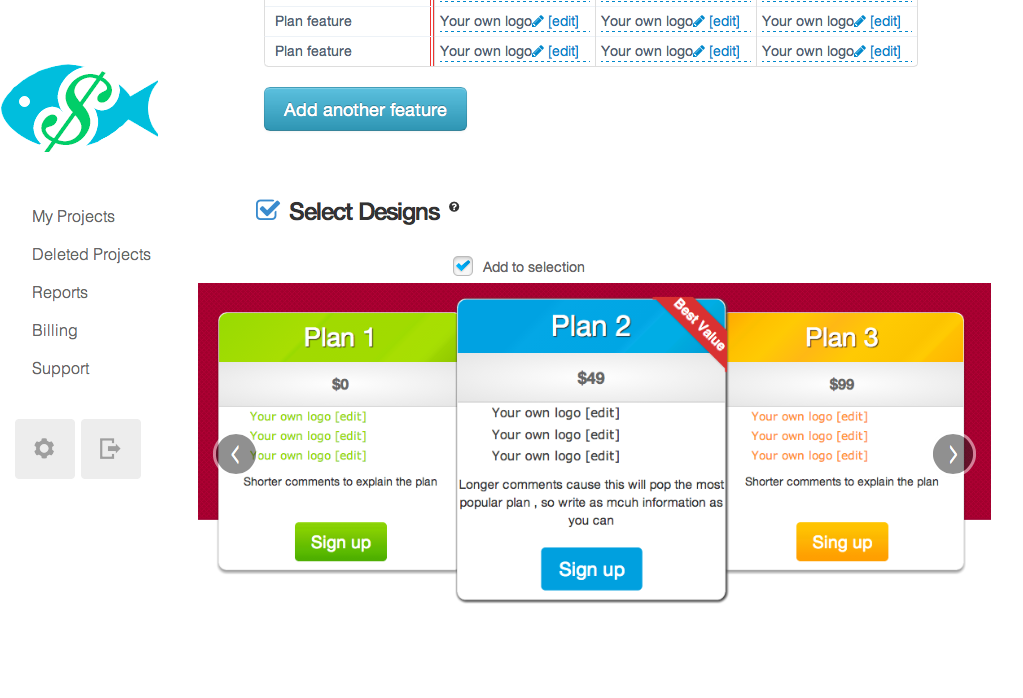 Plan feature Your own logo [edit] Your own logo [edit] Your own logo [edit]
Plan feature Your own logo [edit] Your own logo [edit] Your own logo [edit]
Add another feature
$
My Projects
Deleted Projects
Reports
Billing
Support
Select Designs ?
Add to selection
Plan 1
$0
Your own logo [edit]
Your own logo [edit]
Your own logo [edit]
Shorter comments to explain the plan
Sign up
Plan 2
Best Value
$49
Your own logo [edit]
Your own logo [edit]
Your own logo [edit]
Longer comments cause this will pop the most
popular plan , so write as mcuh information as
you can
Sign up
Plan 3
$99
Your own logo [edit]
Your own logo [edit]
Your own logo [edit]
Shorter comments to explain the plan
Sing up